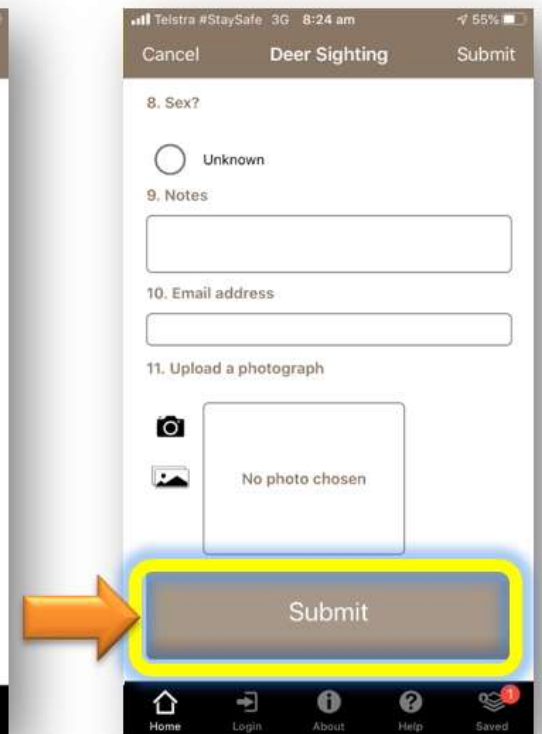 Telstra #StaySafe 3G 8:24 am 55%
Cancel Deer Sighting Submit
8. Sex?
Unknown
9. Notes
10. Email address
11. Upload a photograph
No photo chosen
Submit
1
Home Login About Help Saved